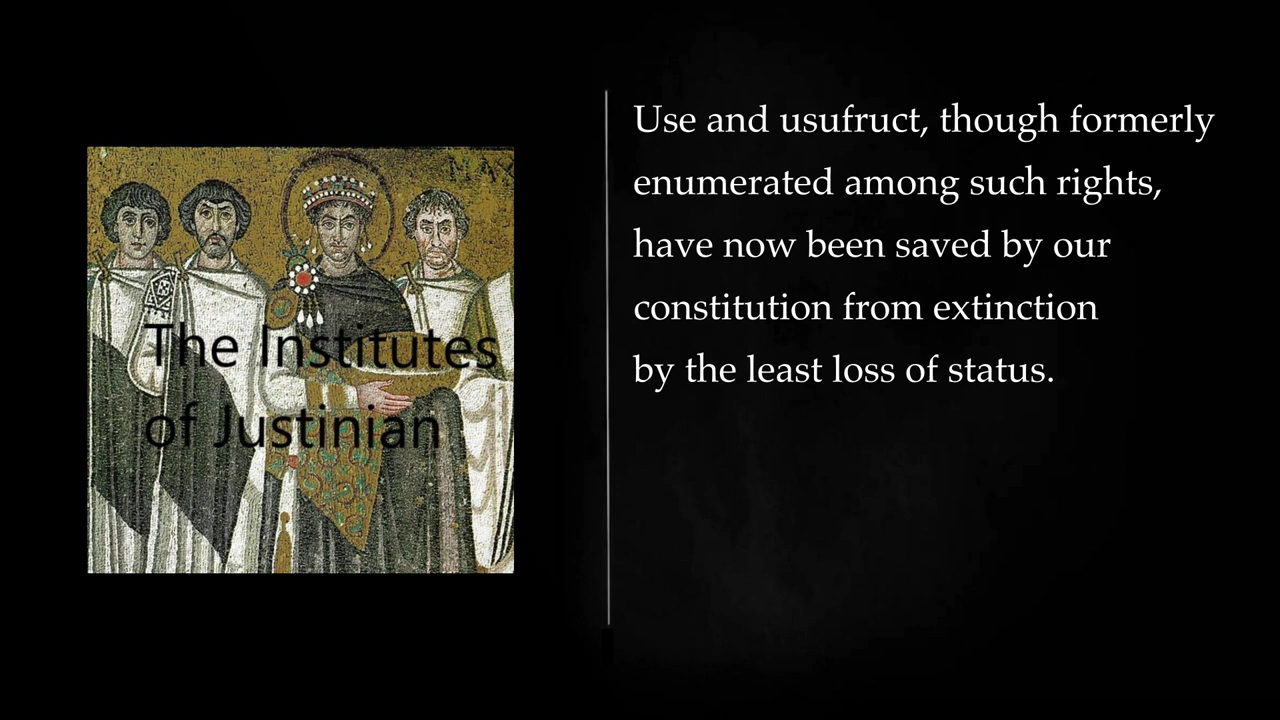 MAX
The Institutes
of Justinian
Use and usufruct, though formerly
enumerated among such rights,
have now been saved by our
constitution from extinction
by the least loss of status.